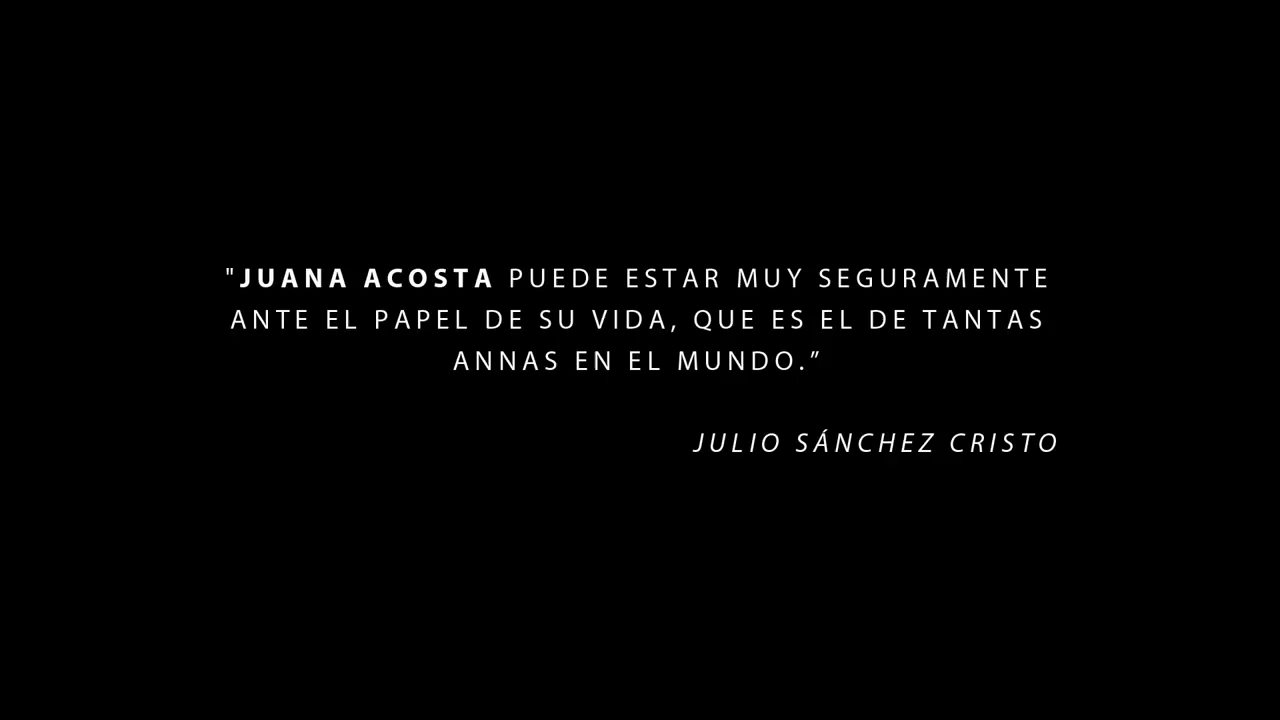 "JUANA ACOSTA PUEDE ESTAR MUY SEGURAMENTE
ANTE EL PAPEL DE SU VIDA, QUE ES EL DE TANTAS
ANNAS EN EL MUNDO.”
JULIO SÁNCHEZ CRISTO